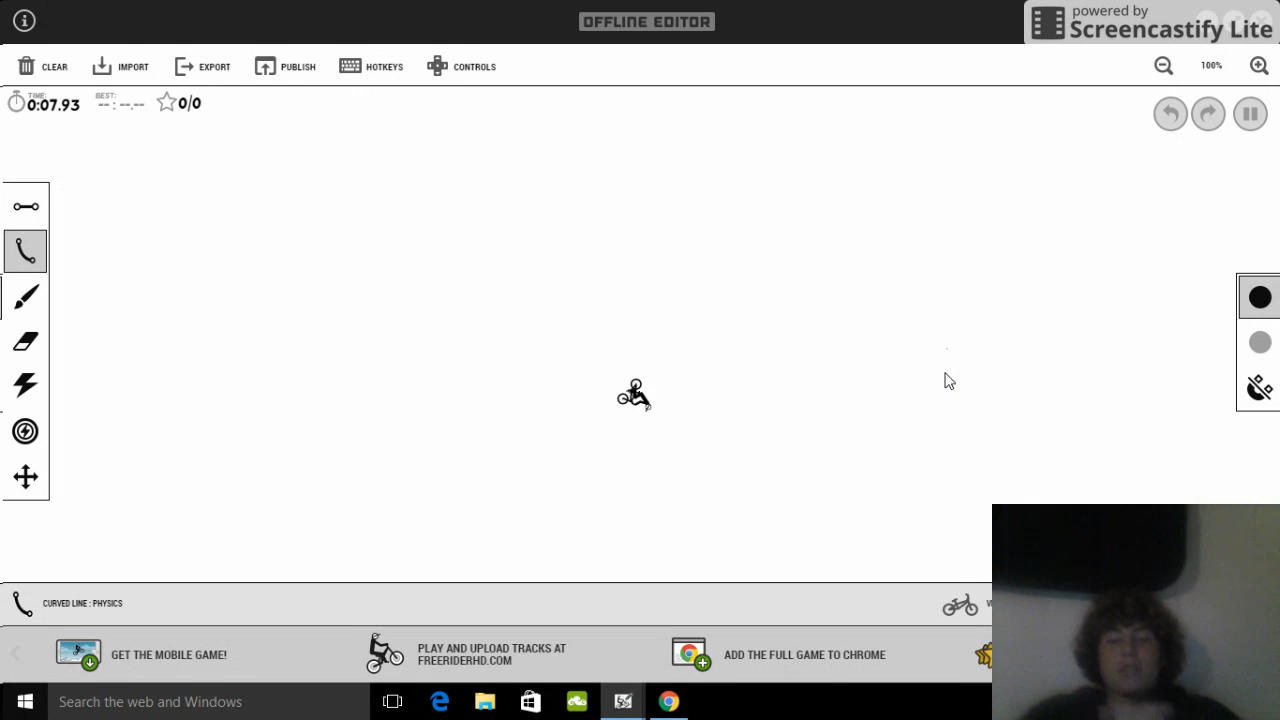 OFFLINE EDITOR
powered by
Screencastify Lite
CLEAR
IMPORT
EXPORT
PUBLISH
HOTKEYS
CONTROLS
100%
TIME:
0:07.93
BEST:
-- : --.--
0/0
CURVED LINE : PHYSICS
GET THE MOBILE GAME!
PLAY AND UPLOAD TRACKS AT
FREERIDERHD.COM
ADD THE FULL GAME TO CHROME
Search the web and Windows